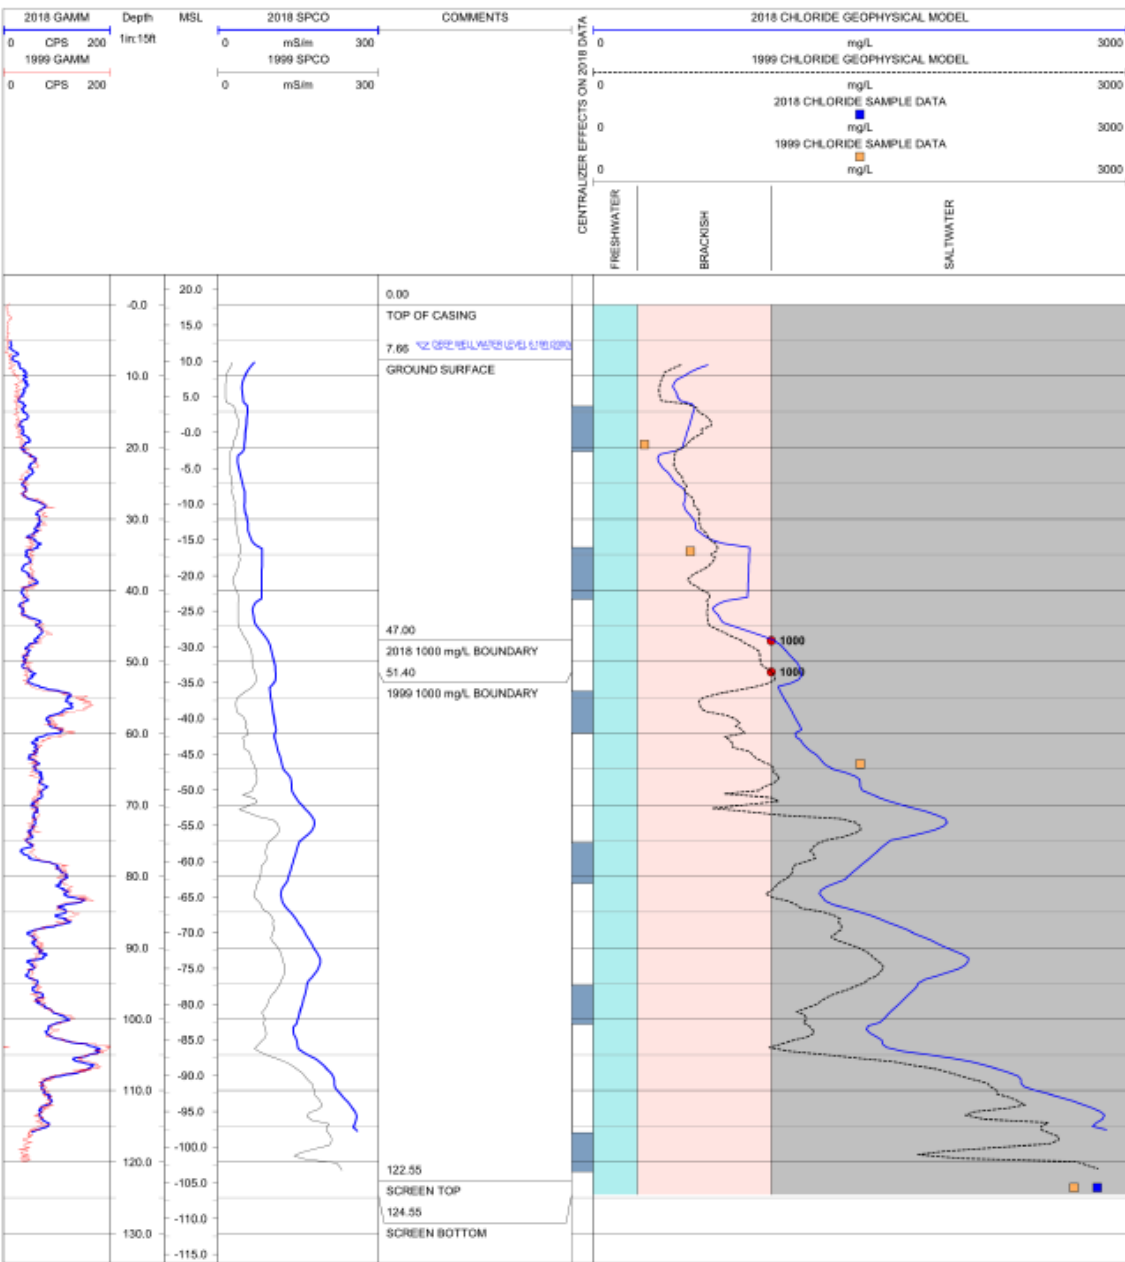 2018 GAMM Depth MSL 2018 SPCO COMMENTS 2018 CHLORIDE GEOPHYSICAL MODEL
0 CPS 200 1in:15ft 0 mS/m 300 0 mg/L 3000
1999 GAMM 1999 SPCO 1999 CHLORIDE GEOPHYSICAL MODEL
0 CPS 200 0 mS/m 300 mg/L 3000
2018 CHLORIDE SAMPLE DATA
0 mg/L 3000
1999 CHLORIDE SAMPLE DATA
0 mg/L 3000
CENTRALIZER EFFECTS ON 2018 DATA
FRESHWATER
BRACKISH
SALTWATER
-0.0
10.0
20.0
30.0
40.0
50.0
60.0
70.0
80.0
90.0
100.0
110.0
120.0
130.0
20.0
15.0
10.0
5.0
-0.0
-5.0
-10.0
-15.0
-20.0
-25.0
-30.0
-35.0
-40.0
-45.0
-50.0
-55.0
-60.0
-65.0
-70.0
-75.0
-80.0
-85.0
-90.0
-95.0
-100.0
-105.0
-110.0
-115.0
0.00
TOP OF CASING
7.66 DEEP WELL WATER LEVEL
GROUND SURFACE
47.00
2018 1000 mg/L BOUNDARY
51.40
1999 1000 mg/L BOUNDARY
122.55
SCREEN TOP
124.55
SCREEN BOTTOM
1000
1000